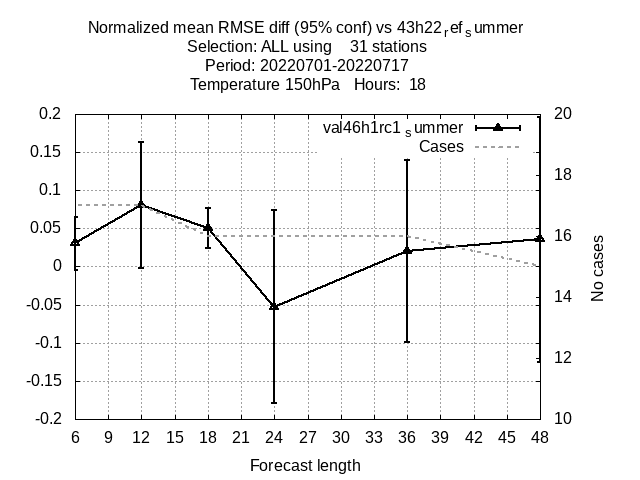 Normalized mean RMSE diff (95% conf) vs 43h22refsummer
Selection: ALL using    31 stations
Period: 20220701-20220717
Temperature 150hPa   Hours:  18
val46h1rc1summer
Cases
0.2
0.15
0.1
0.05
0
-0.05
-0.1
-0.15
-0.2
20
18
16
14
12
10
No cases
6 9 12 15 18 21 24 27 30 33 36 39 42 45 48
Forecast length